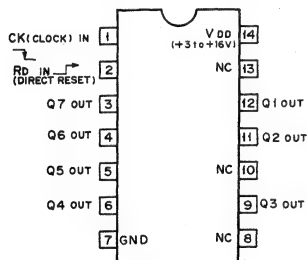 CK(CLOCK) IN 1
RD IN 2
(DIRECT RESET)
Q7 OUT 3
Q6 OUT 4
Q5 OUT 5
Q4 OUT 6
7 GND
VDD 14
(+3 to +16V)
NC 13
12 Q1 OUT
11 Q2 OUT
NC 10
9 Q3 OUT
NC 8